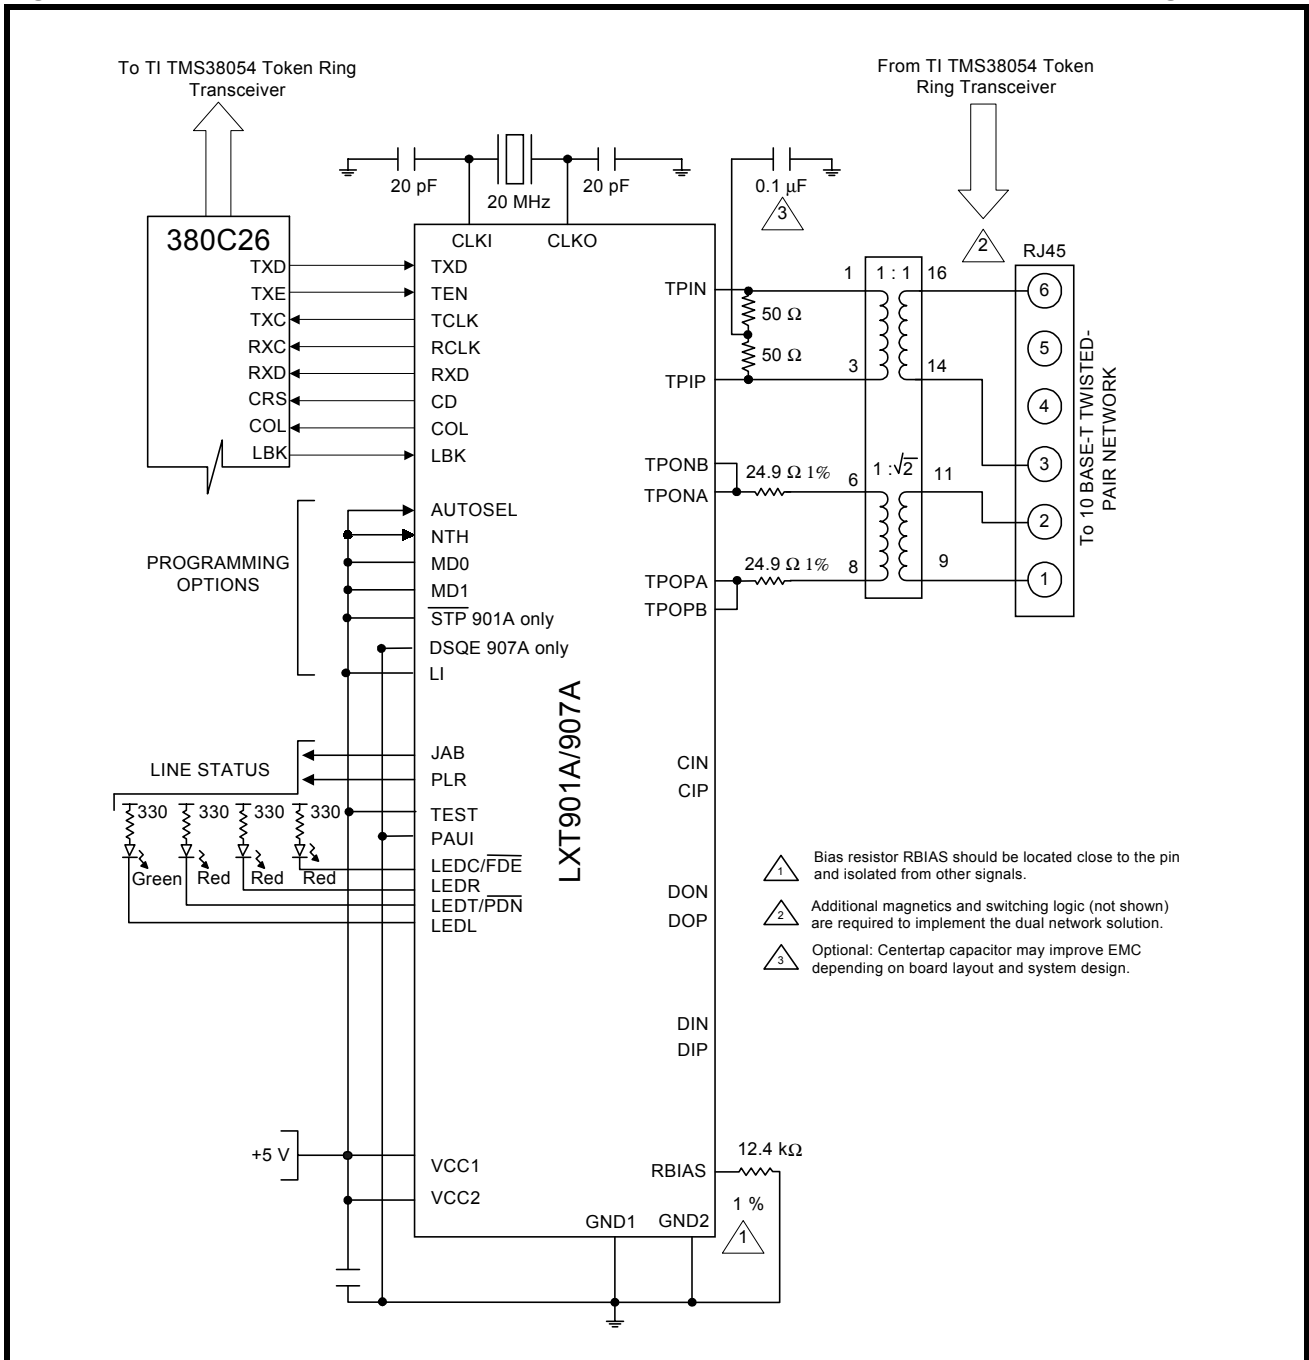 To TI TMS38054 Token Ring
Transceiver
From TI TMS38054 Token
Ring Transceiver
20 pF
20 MHz
20 pF
0.1 µF
3
2
RJ45
380C26
TXD
TXE
TXC
RXC
RXD
CRS
COL
LBK
CLKI
CLKO
TXD
TEN
TCLK
RCLK
RXD
CD
COL
LBK
AUTOSEL
NTH
MD0
MD1
STP 901A only
DSQE 907A only
LI
PROGRAMMING
OPTIONS
JAB
PLR
LINE STATUS
TEST
PAUI
LEDC/FDE
LEDR
LEDT/PDN
LEDL
330
330
330
330
Green
Red
Red
Red
LXT901A/907A
TPIN
50 Ω
50 Ω
TPIP
TPONB
TPONA
24.9 Ω 1%
TPOPA
TPOPB
24.9 Ω 1%
1
1 : 1
16
3
14
6
1 :√2
11
8
9
6
5
4
3
2
1
To 10 BASE-T TWISTED-
PAIR NETWORK
CIN
CIP
DON
DOP
DIN
DIP
1
Bias resistor RBIAS should be located close to the pin
and isolated from other signals.
2
Additional magnetics and switching logic (not shown)
are required to implement the dual network solution.
3
Optional: Centertap capacitor may improve EMC
depending on board layout and system design.
+5 V
VCC1
VCC2
RBIAS
12.4 kΩ
1 %
1
GND1
GND2